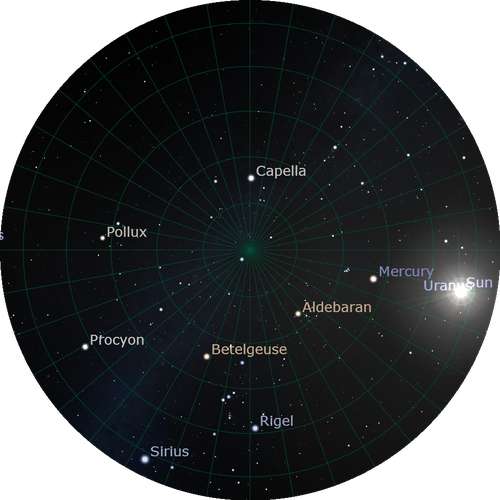 Capella
Pollux
s
Mercury
Uranus
Sun
Aldebaran
Procyon
Betelgeuse
Rigel
Sirius